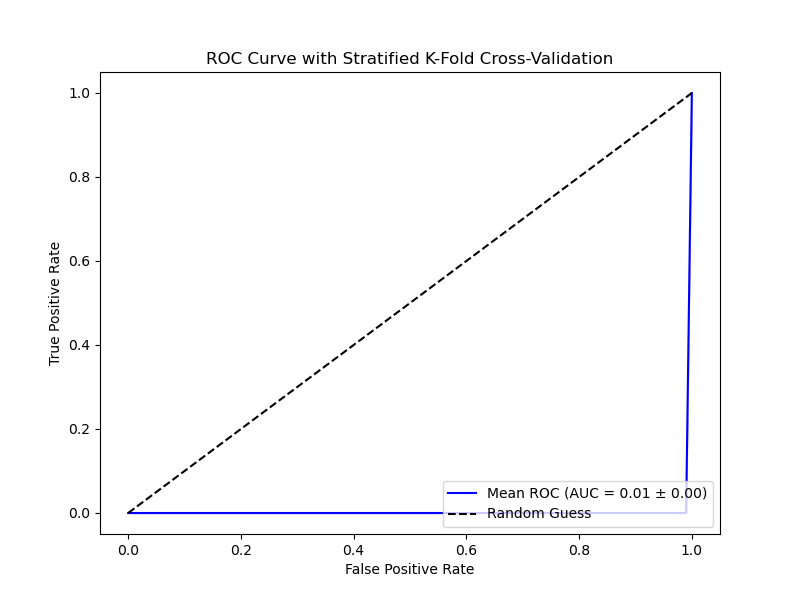 ROC Curve with Stratified K-Fold Cross-Validation
True Positive Rate
1.0
0.8
0.6
0.4
0.2
0.0
Mean ROC (AUC = 0.01 ± 0.00)
Random Guess
0.0 0.2 0.4 0.6 0.8 1.0
False Positive Rate